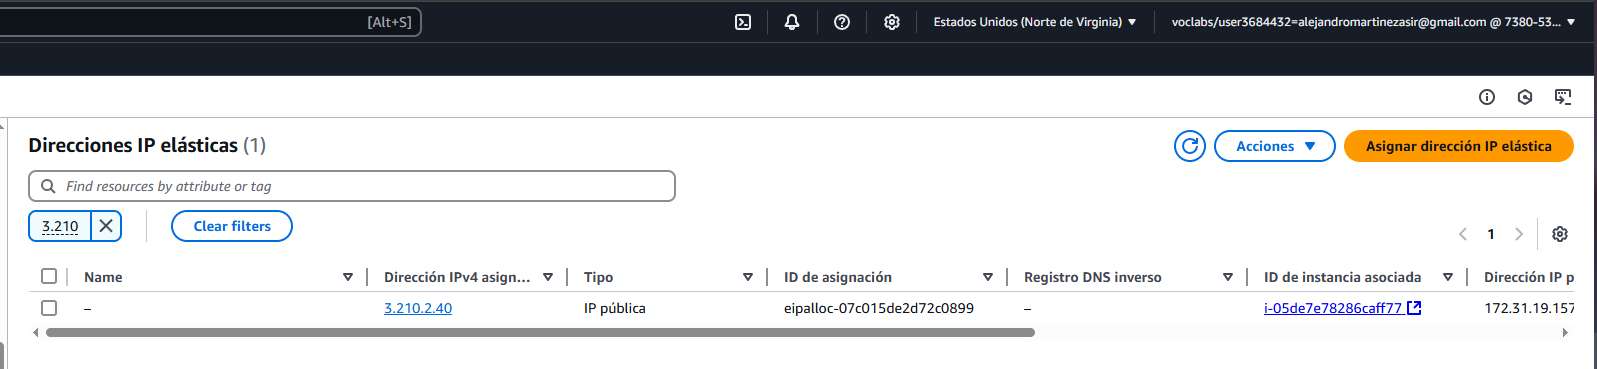 [Alt+S]
Estados Unidos (Norte de Virginia)
voclabs/user3684432=alejandromartinezasir@gmail.com @ 7380-53...
Direcciones IP elásticas (1)
Acciones
Asignar dirección IP elástica
Find resources by attribute or tag
3.210
Clear filters
1
Name Dirección IPv4 asign... Tipo ID de asignación Registro DNS inverso ID de instancia asociada Dirección IP p
– 3.210.2.40 IP pública eipalloc-07c015de2d72c0899 – i-05de7e78286caff77 172.31.19.157